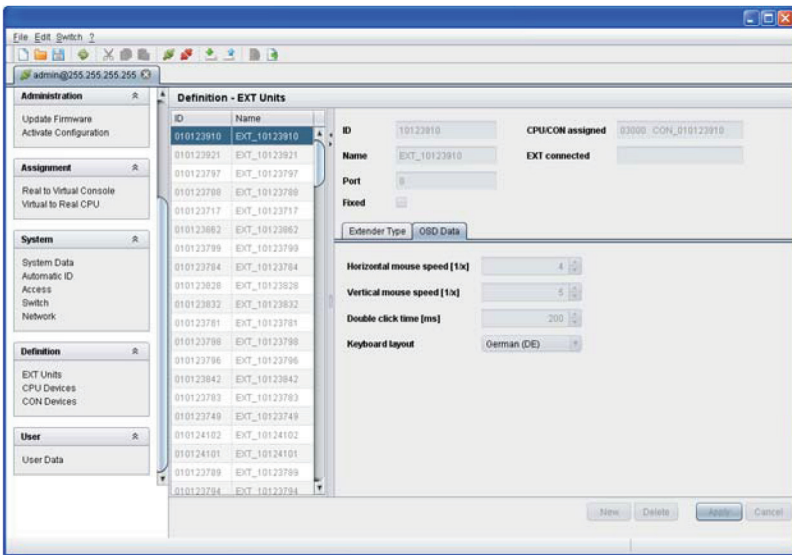 File Edit Switch ?
admin@255.255.255.255
Administration
Update Firmware
Activate Configuration
Assignment
Real to Virtual Console
Virtual to Real CPU
System
System Data
Automatic ID
Access
Switch
Network
Definition
EXT Units
CPU Devices
CON Devices
User
User Data
Definition - EXT Units
ID Name
010123910 EXT_10123910
010123921 EXT_10123921
010123797 EXT_10123797
010123788 EXT_10123788
010123717 EXT_10123717
010123862 EXT_10123862
010123799 EXT_10123799
010123784 EXT_10123784
010123828 EXT_10123828
010123832 EXT_10123832
010123781 EXT_10123781
010123798 EXT_10123798
010123796 EXT_10123796
010123842 EXT_10123842
010123783 EXT_10123783
010123749 EXT_10123749
010124102 EXT_10124102
010124101 EXT_10124101
010123789 EXT_10123789
010123794 EXT_10123794
ID 10123910 CPU/CON assigned 03000 CON_010123910
Name EXT_10123910 EXT connected
Port
Fixed
Extender Type OSD Data
Horizontal mouse speed [1/x] 4
Vertical mouse speed [1/x] 5
Double click time [ms] 200
Keyboard layout German (DE)
New Delete Apply Cancel